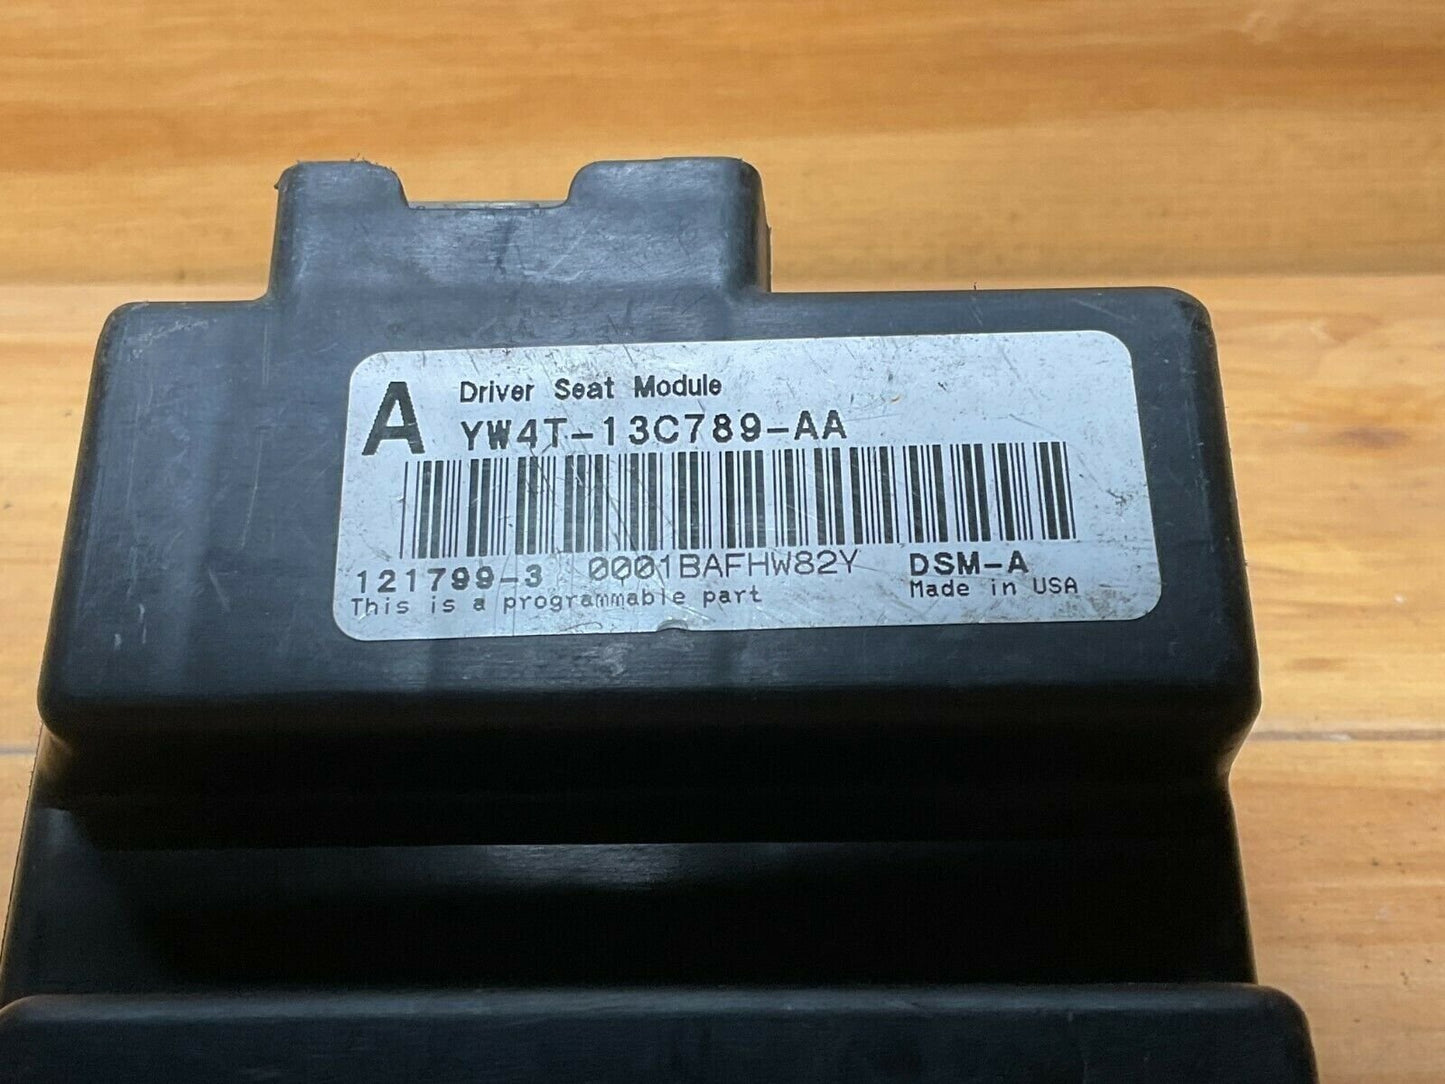 A Driver Seat Module
YW4T-13C789-AA
121799-3 0001BAFHW82Y DSM-A
This is a programmable part Made in USA